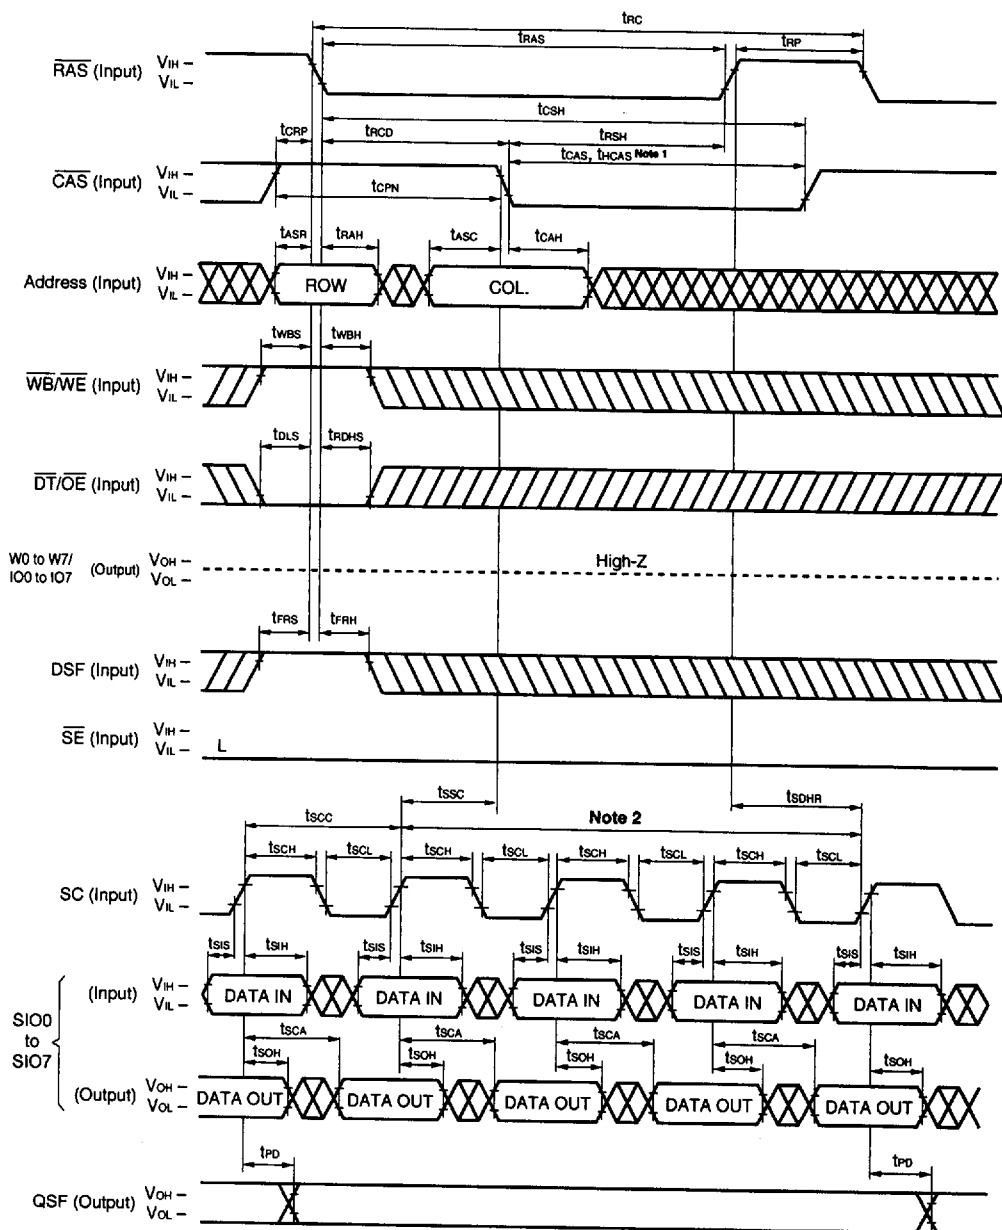 tRC
tRAS
tRP
RAS (Input)
VIH –
VIL –
tCSH
tCRP
tRCD
tRSH
tCAS, tHCAS Note 1
CAS (Input)
VIH –
VIL –
tCPN
tASR
tRAH
tASC
tCAH
Address (Input)
VIH –
VIL –
ROW
COL.
tWBS
tWBH
WB/WE (Input)
VIH –
VIL –
tDLS
tRDHS
DT/OE (Input)
VIH –
VIL –
W0 to W7/
IO0 to IO7
(Output)
VOH –
VOL –
High-Z
tFRS
tFRH
DSF (Input)
VIH –
VIL –
SE (Input)
VIH –
VIL –
L
tSSC
tSDHR
tSCC
Note 2
tSCH
tSCL
tSCH
tSCL
tSCH
tSCL
tSCH
tSCL
SC (Input)
VIH –
VIL –
tSIS
tSIH
tSIS
tSIH
tSIS
tSIH
tSIS
tSIH
tSIS
tSIH
SIO0
to
SIO7
(Input)
VIH –
VIL –
DATA IN
DATA IN
DATA IN
DATA IN
DATA IN
tSCA
tSCA
tSCA
tSCA
tSOH
tSOH
tSOH
tSOH
tSOH
(Output)
VOH –
VOL –
DATA OUT
DATA OUT
DATA OUT
DATA OUT
DATA OUT
tPD
tPD
QSF (Output)
VOH –
VOL –